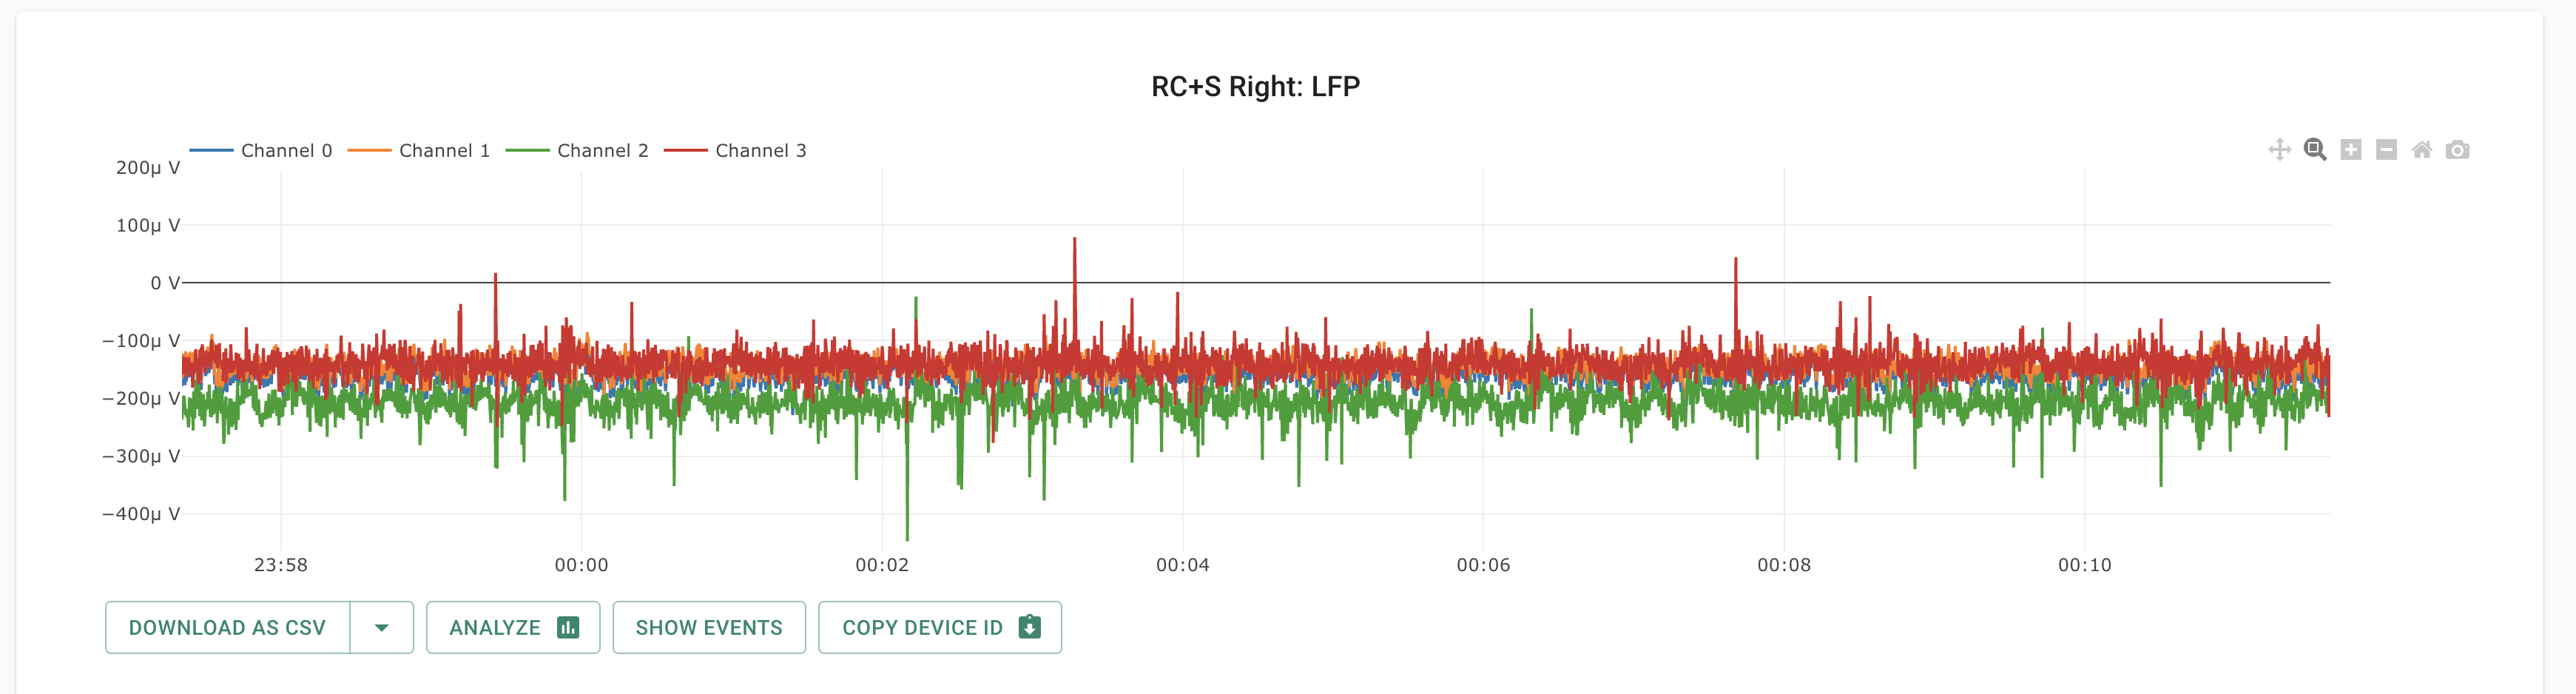 RC+S Right: LFP
Channel 0 Channel 1 Channel 2 Channel 3
200μ V
100μ V
0 V
−100μ V
−200μ V
−300μ V
−400μ V
23:58 00:00 00:02 00:04 00:06 00:08 00:10
DOWNLOAD AS CSV ANALYZE SHOW EVENTS COPY DEVICE ID